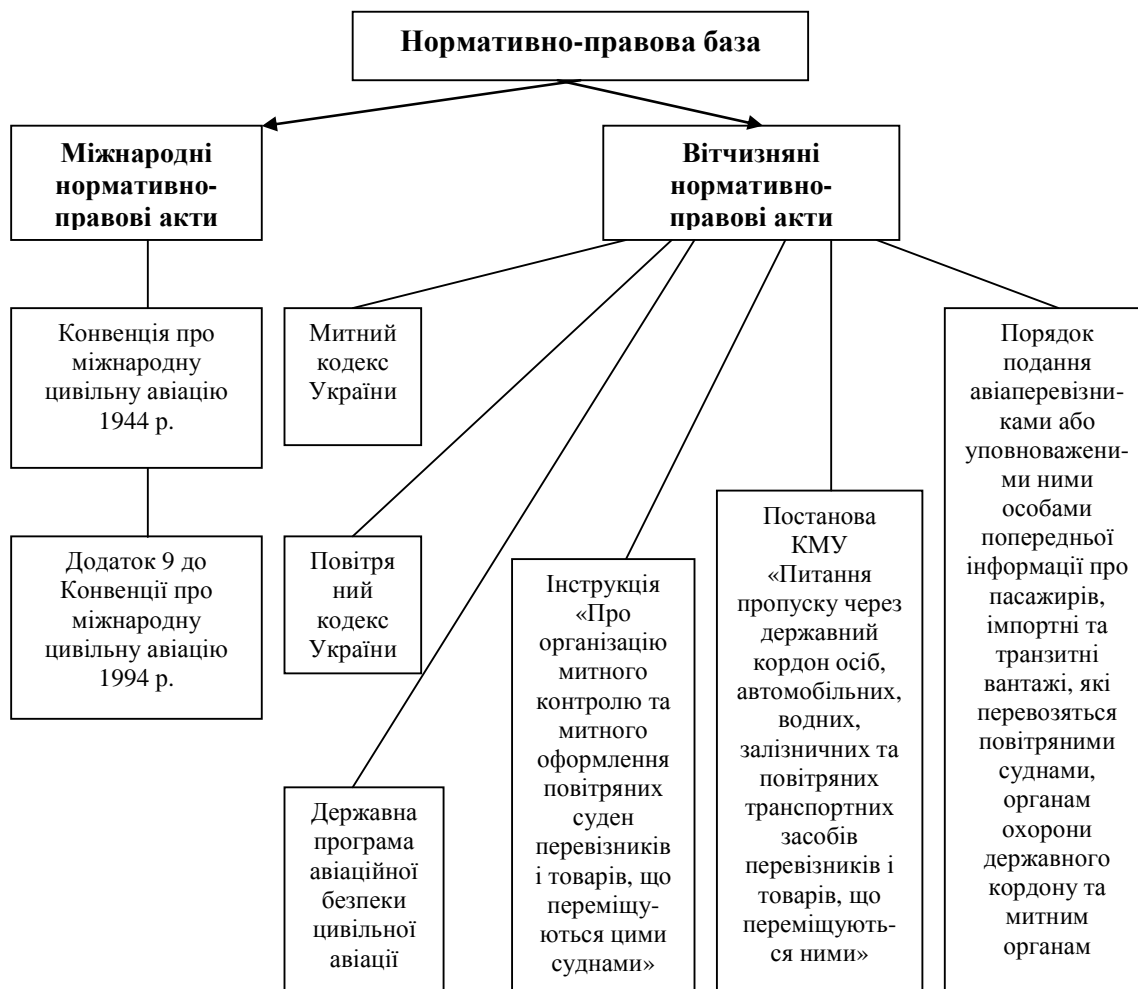 Нормативно-правова база
Міжнародні
нормативно-
правові акти
Вітчизняні
нормативно-
правові акти
Конвенція про
міжнародну
цивільну авіацію
1944 р.
Додаток 9 до
Конвенції про
міжнародну
цивільну авіацію
1994 р.
Митний
кодекс
України
Повітря
ний
кодекс
України
Державна
програма
авіаційної
безпеки
цивільної
авіації
Інструкція
«Про
організацію
митного
контролю та
митного
оформлення
повітряних
суден
перевізників
і товарів, що
переміщу-
ються цими
суднами»
Постанова
КМУ
«Питання
пропуску через
державний
кордон осіб,
автомобільних,
водних,
залізничних та
повітряних
транспортних
засобів
перевізників і
товарів, що
переміщують-
ся ними»
Порядок
подання
авіаперевізни-
ками або
уповноважени-
ми ними
особами
попередньої
інформації про
пасажирів,
імпортні та
транзитні
вантажі, які
перевозяться
повітряними
суднами,
органам
охорони
державного
кордону та
митним
органам